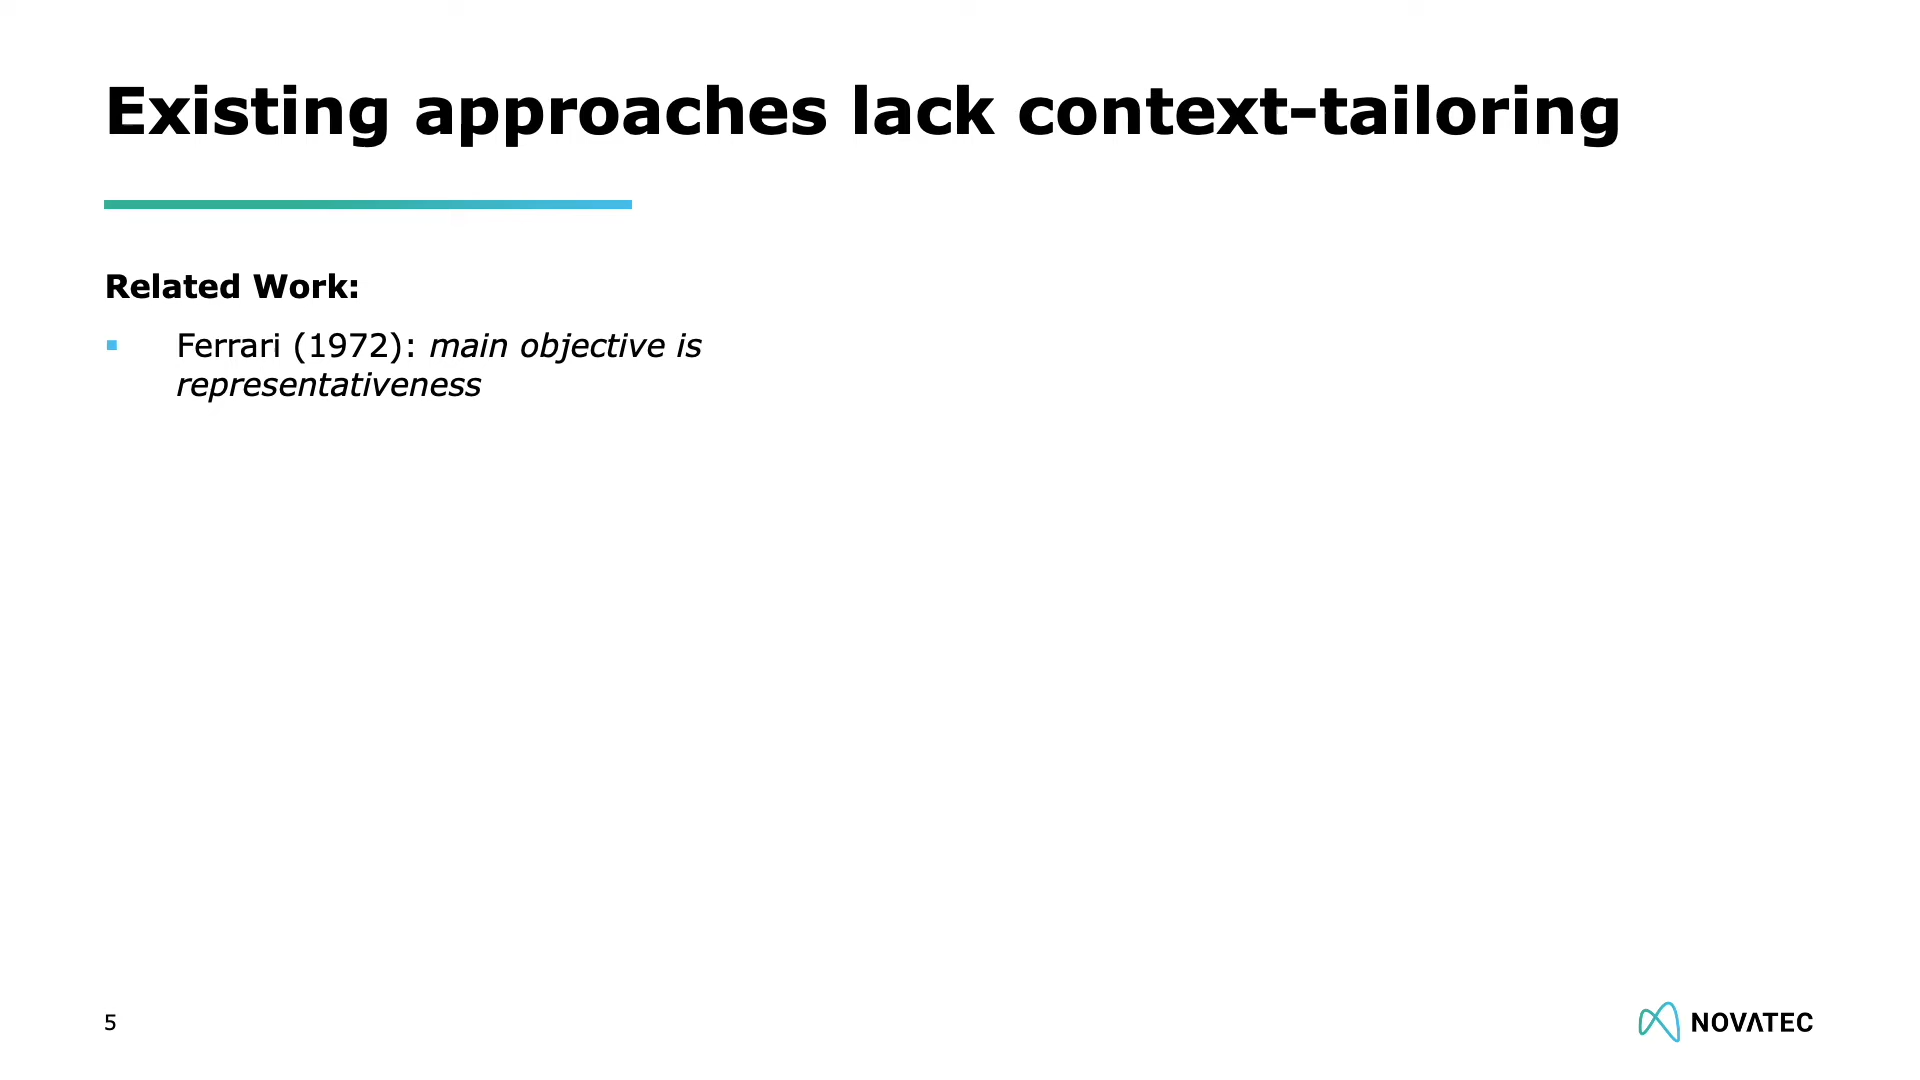 Existing approaches lack context-tailoring
Related Work:
Ferrari (1972): main objective is
representativeness
5
NOVATEC